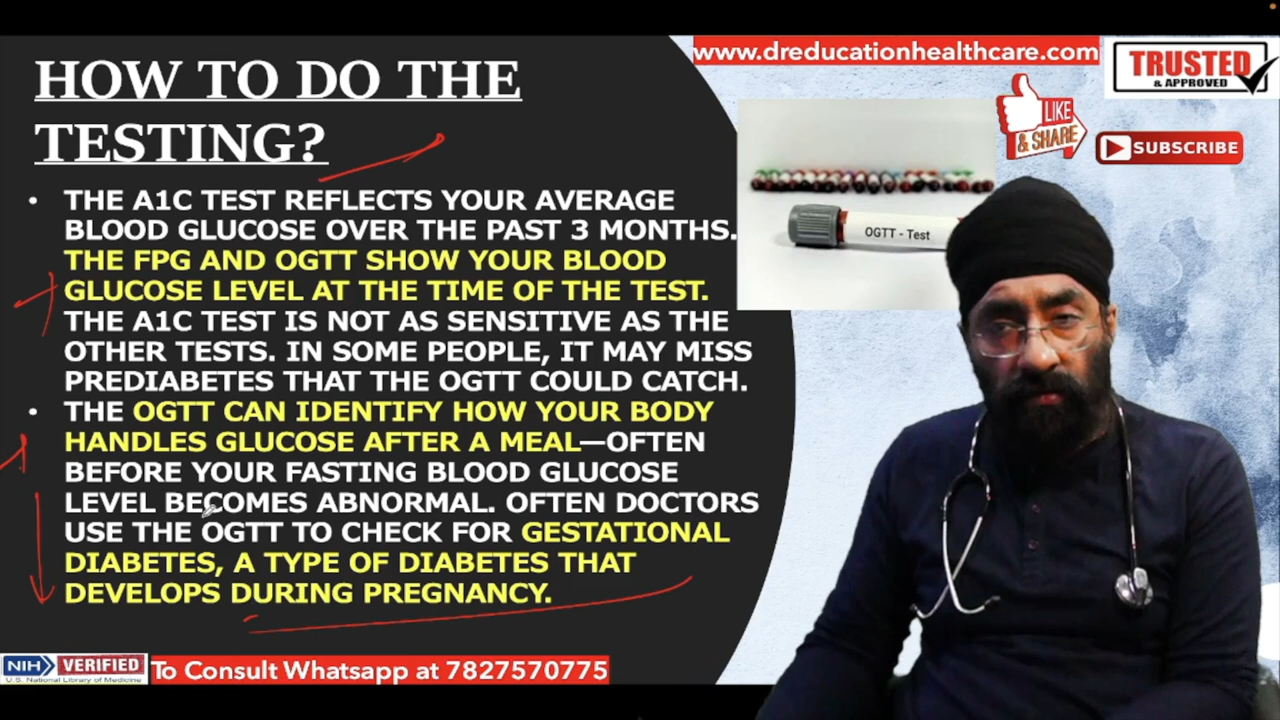 HOW TO DO THE
TESTING?
• THE A1C TEST REFLECTS YOUR AVERAGE
BLOOD GLUCOSE OVER THE PAST 3 MONTHS.
THE FPG AND OGTT SHOW YOUR BLOOD
GLUCOSE LEVEL AT THE TIME OF THE TEST.
THE A1C TEST IS NOT AS SENSITIVE AS THE
OTHER TESTS. IN SOME PEOPLE, IT MAY MISS
PREDIABETES THAT THE OGTT COULD CATCH.
• THE OGTT CAN IDENTIFY HOW YOUR BODY
HANDLES GLUCOSE AFTER A MEAL—OFTEN
BEFORE YOUR FASTING BLOOD GLUCOSE
LEVEL BECOMES ABNORMAL. OFTEN DOCTORS
USE THE OGTT TO CHECK FOR GESTATIONAL
DIABETES, A TYPE OF DIABETES THAT
DEVELOPS DURING PREGNANCY.
www.dreducationhealthcare.com
TRUSTED
& APPROVED
LIKE
& SHARE
SUBSCRIBE
OGTT - Test
NIH VERIFIED
U.S. National Library of Medicine
To Consult Whatsapp at 7827570775